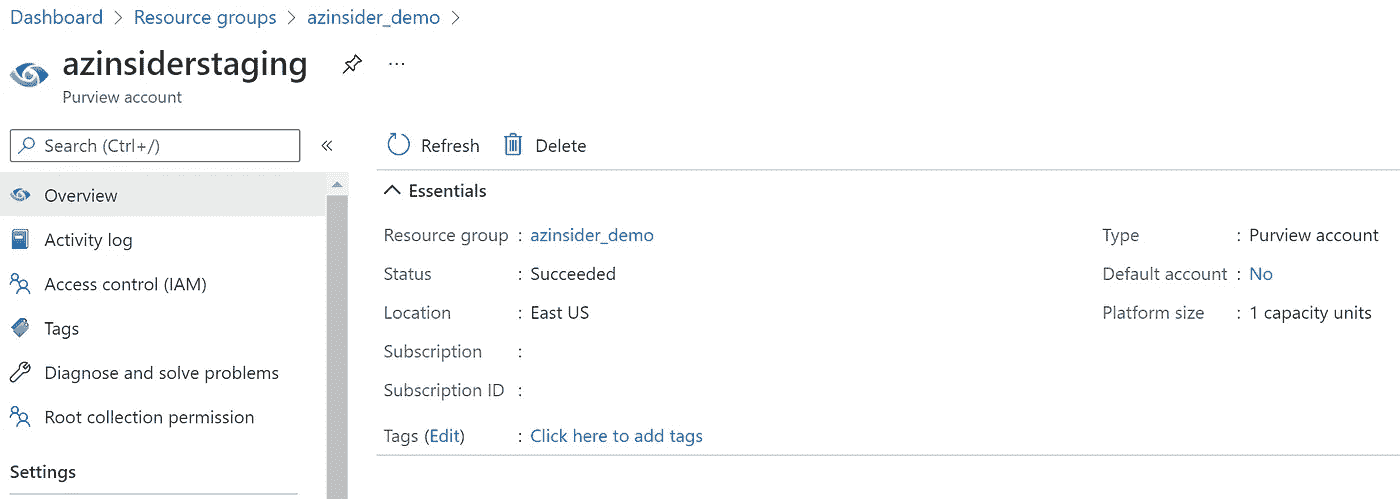 Dashboard > Resource groups > azinsider_demo >
azinsiderstaging ...
Purview account
Search (Ctrl+/) «
Overview
Activity log
Access control (IAM)
Tags
Diagnose and solve problems
Root collection permission
Settings
Refresh Delete
Essentials
Resource group : azinsider_demo
Status : Succeeded
Location : East US
Subscription :
Subscription ID :
Tags (Edit) : Click here to add tags
Type : Purview account
Default account : No
Platform size : 1 capacity units